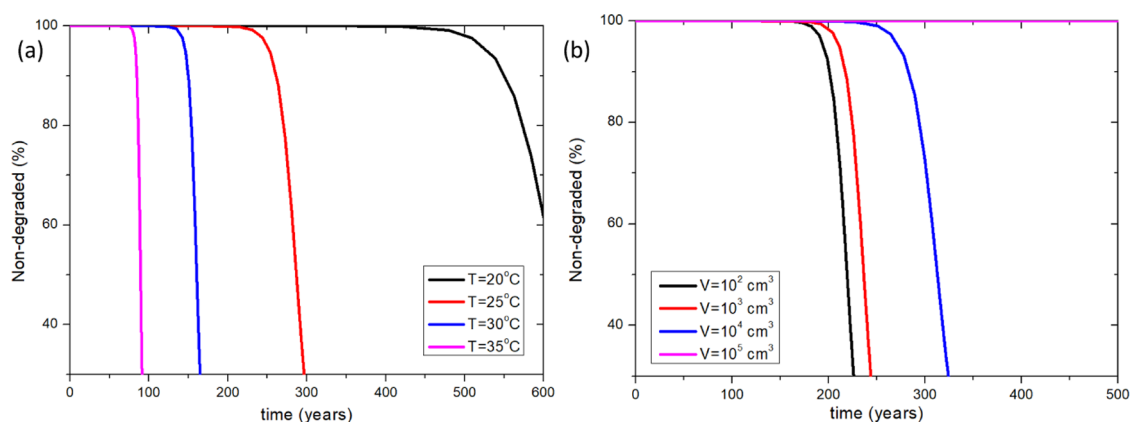 (a)
Non-degraded (%)
100
80
60
40
T=20°C
T=25°C
T=30°C
T=35°C
0
100
200
300
400
500
600
time (years)
(b)
Non-degraded (%)
100
80
60
40
V=10² cm³
V=10³ cm³
V=10⁴ cm³
V=10⁵ cm³
0
100
200
300
400
500
time (years)